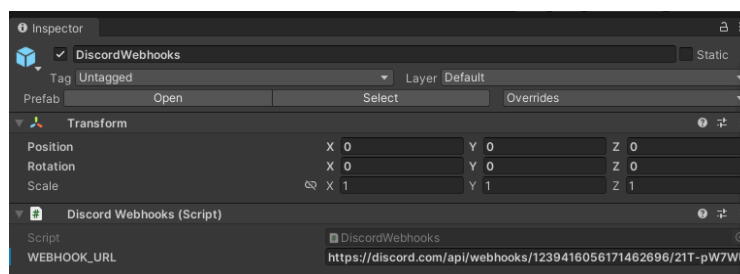 Inspector
DiscordWebhooks Static
Tag Untagged Layer Default
Prefab Open Select Overrides
Transform
Position X 0 Y 0 Z 0
Rotation X 0 Y 0 Z 0
Scale X 1 Y 1 Z 1
# Discord Webhooks (Script)
Script # DiscordWebhooks
WEBHOOK_URL https://discord.com/api/webhooks/1239416056171462696/21T-pW7W